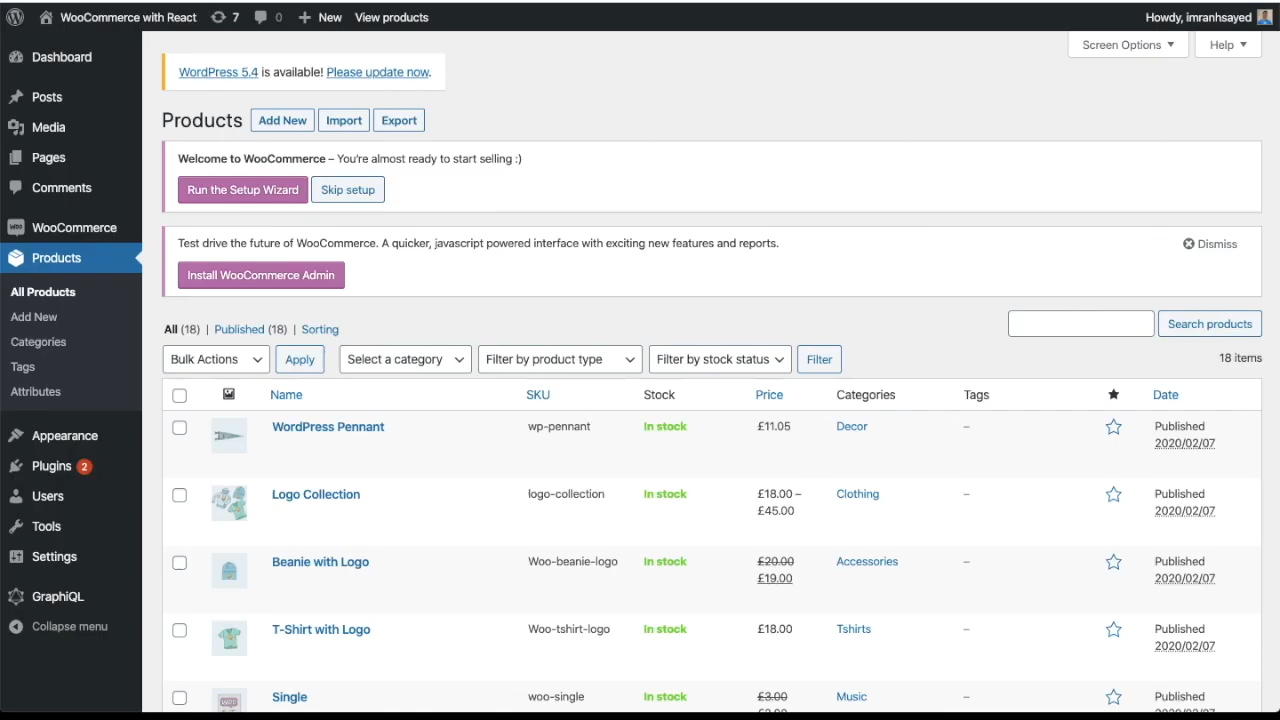 WooCommerce with React 7 0 New View products Howdy, imranhsayed
Screen Options Help
Dashboard
Posts
Media
Pages
Comments
WooCommerce
Products
All Products
Add New
Categories
Tags
Attributes
Appearance
Plugins 2
Users
Tools
Settings
GraphiQL
Collapse menu
WordPress 5.4 is available! Please update now.
Products Add New Import Export
Welcome to WooCommerce – You're almost ready to start selling :)
Run the Setup Wizard Skip setup
Test drive the future of WooCommerce. A quicker, javascript powered interface with exciting new features and reports. Dismiss
Install WooCommerce Admin
All (18) | Published (18) | Sorting
Search products
Bulk Actions Apply Select a category Filter by product type Filter by stock status Filter 18 items
Name SKU Stock Price Categories Tags Date
WordPress Pennant wp-pennant In stock £11.05 Decor – Published
2020/02/07
Logo Collection logo-collection In stock £18.00 – Clothing – Published
£45.00 2020/02/07
Beanie with Logo Woo-beanie-logo In stock £20.00 Accessories – Published
£19.00 2020/02/07
T-Shirt with Logo Woo-tshirt-logo In stock £18.00 Tshirts – Published
2020/02/07
Single woo-single In stock £3.00 Music – Published